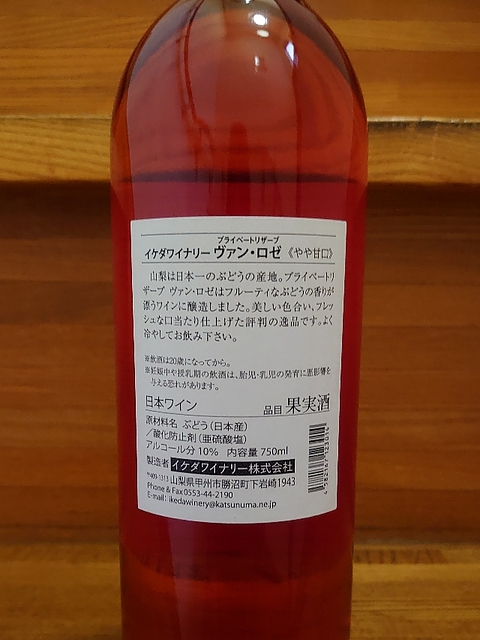 プライベートリザーブ
イケダワイナリー ヴァン・ロゼ 《やや甘口》
山梨は日本一のぶどうの産地。プライベートリ
ザーブ ヴァン・ロゼはフルーティなぶどうの香りが
漂うワインに醸造しました。美しい色合い、フレッ
シュな口当たり仕上げた評判の逸品です。よく
冷やしてお飲み下さい。
※飲酒は20歳になってから。
※妊娠中や授乳期の飲酒は、胎児・乳児の発育に悪影響を
与える恐れがあります。
日本ワイン 品目 果実酒
原材料名 ぶどう(日本産)
/酸化防止剤(亜硫酸塩)
アルコール分 10% 内容量 750ml
製造者 イケダワイナリー株式会社
〒409-1313 山梨県甲州市勝沼町下岩崎1943
Phone & Fax 0553-44-2190
E-mail: ikedawinery@katsunuma.ne.jp